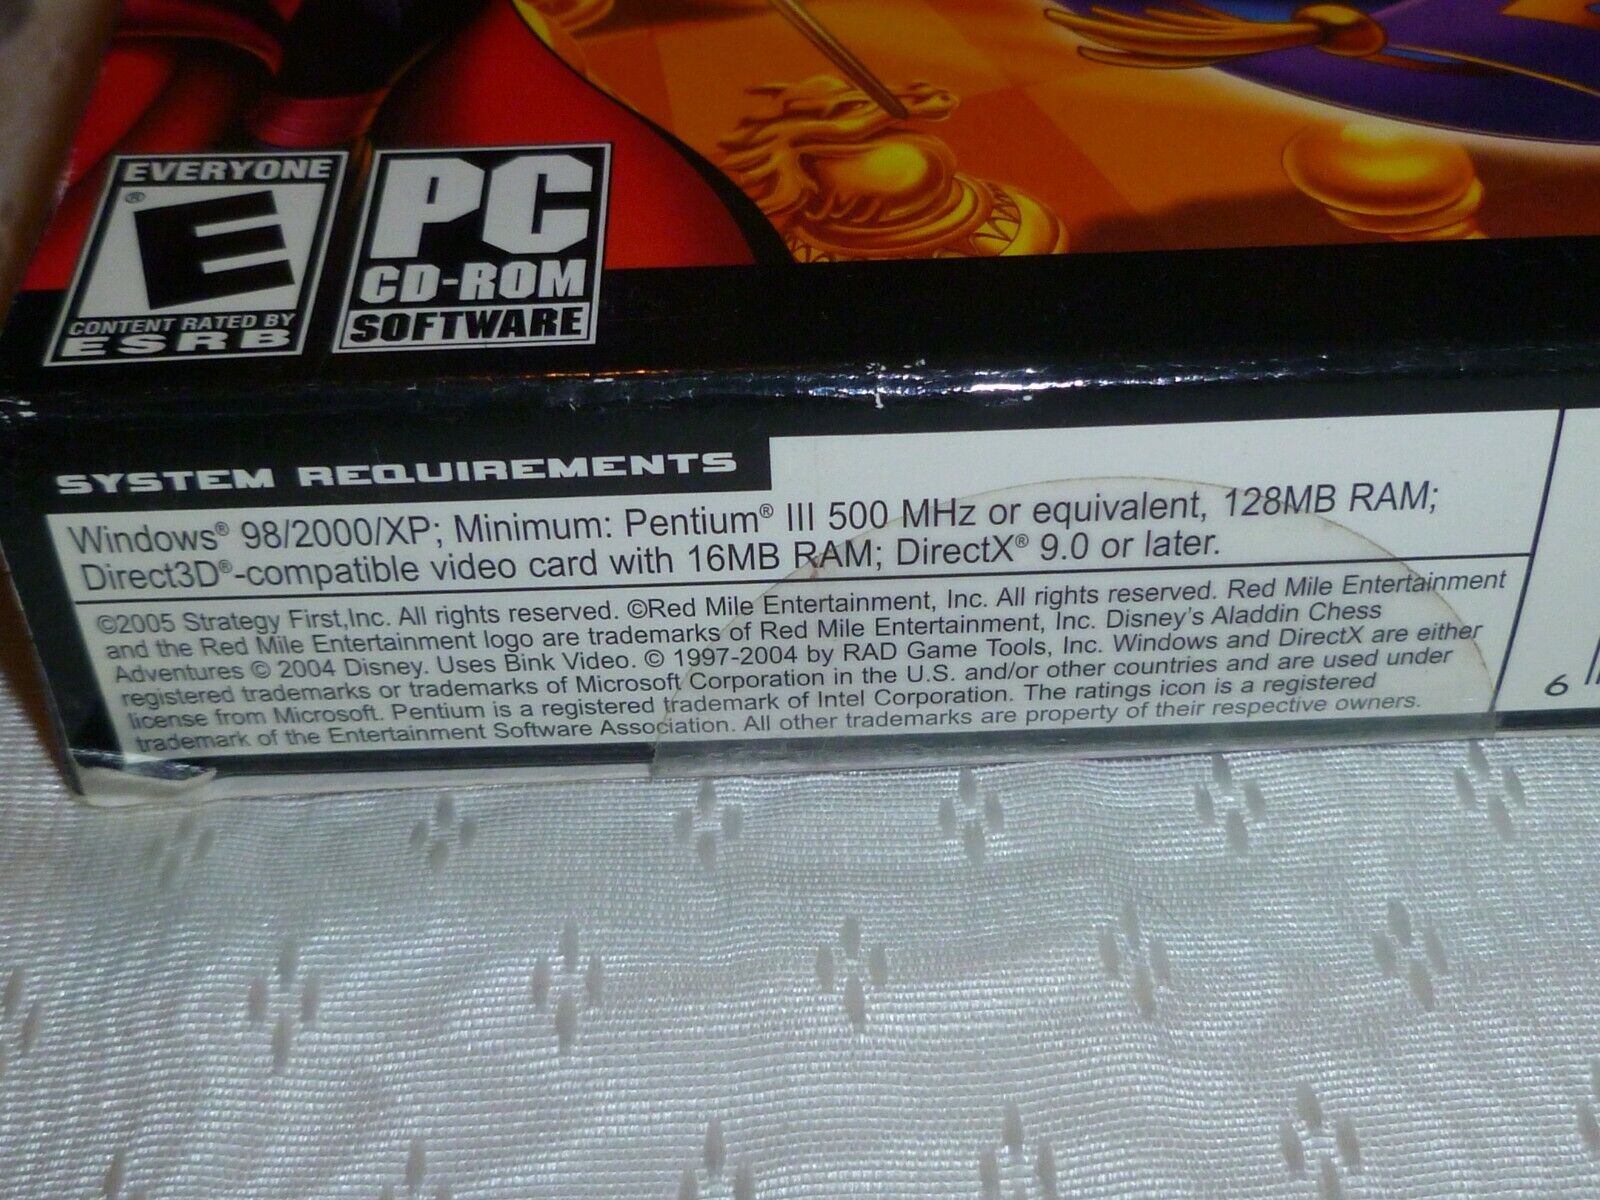 EVERYONE
E®
CONTENT RATED BY
ESRB
PC
CD-ROM
SOFTWARE
SYSTEM REQUIREMENTS
Windows® 98/2000/XP; Minimum: Pentium® III 500 MHz or equivalent, 128MB RAM;
Direct3D®-compatible video card with 16MB RAM; DirectX® 9.0 or later.
©2005 Strategy First,Inc. All rights reserved. ©Red Mile Entertainment, Inc. All rights reserved. Red Mile Entertainment
and the Red Mile Entertainment logo are trademarks of Red Mile Entertainment, Inc. Disney's Aladdin Chess
Adventures © 2004 Disney. Uses Bink Video. © 1997-2004 by RAD Game Tools, Inc. Windows and DirectX are either
registered trademarks or trademarks of Microsoft Corporation in the U.S. and/or other countries and are used under
license from Microsoft. Pentium is a registered trademark of Intel Corporation. The ratings icon is a registered
trademark of the Entertainment Software Association. All other trademarks are property of their respective owners.
6